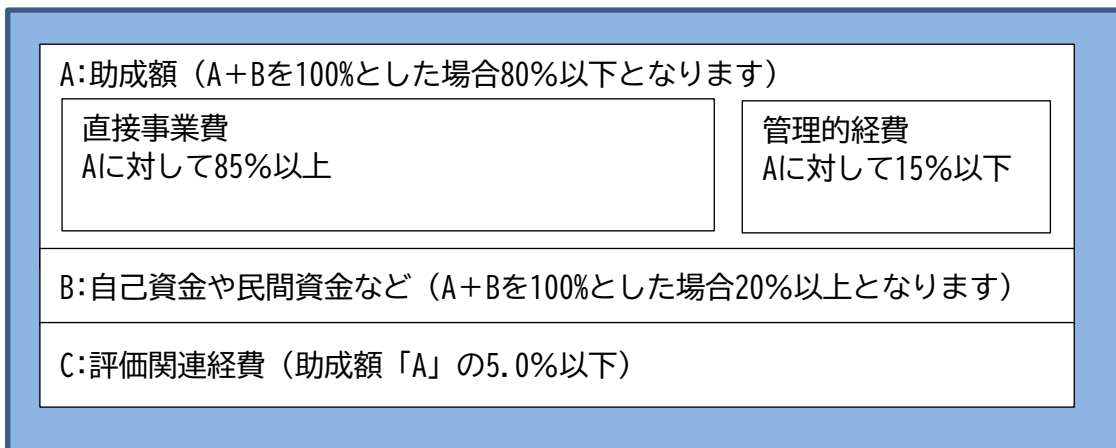 A:助成額（A＋Bを100%とした場合80％以下となります）
直接事業費
Aに対して85％以上
管理的経費
Aに対して15％以下
B:自己資金や民間資金など（A＋Bを100%とした場合20％以上となります）
C:評価関連経費（助成額「A」の5.0％以下）